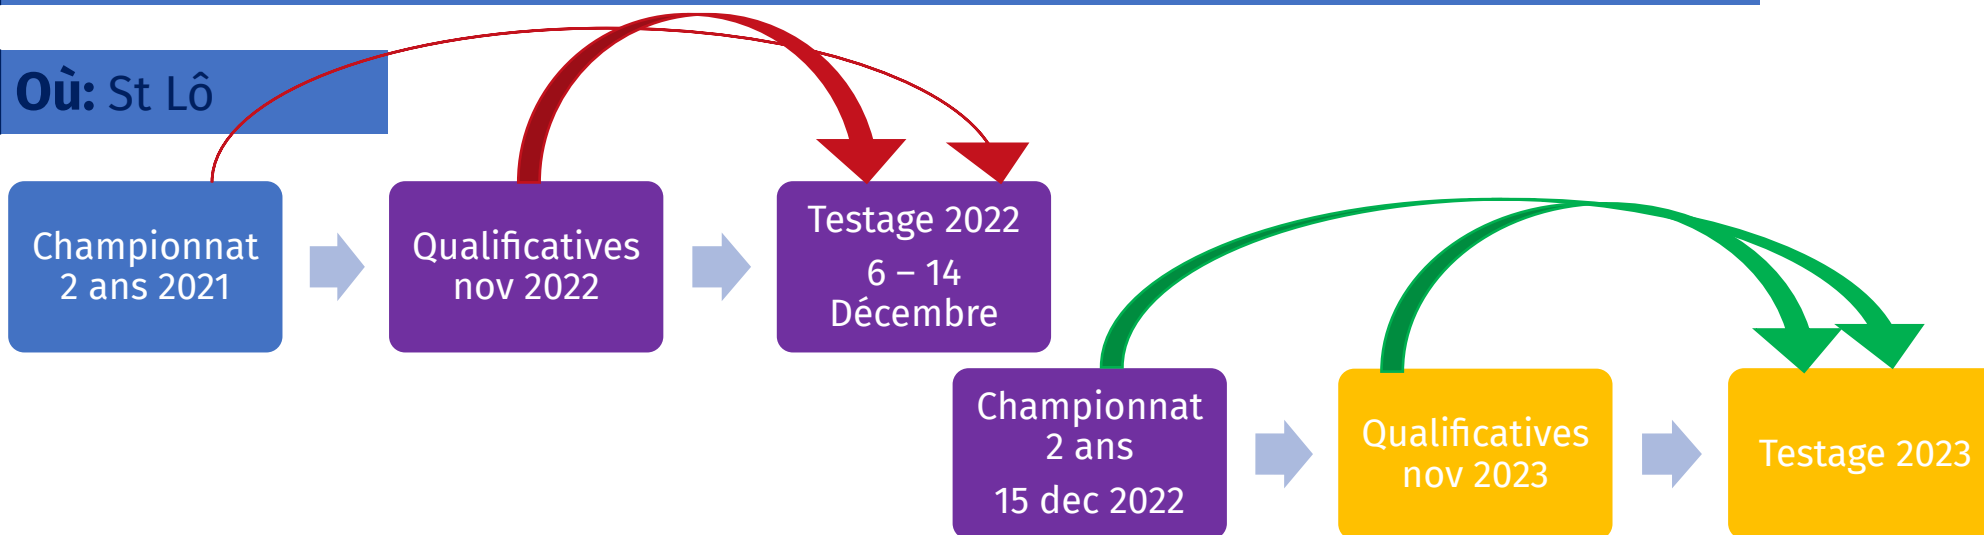 Où: St Lô
Championnat
2 ans 2021
Qualificatives
nov 2022
Testage 2022
6 – 14
Décembre
Championnat
2 ans
15 dec 2022
Qualificatives
nov 2023
Testage 2023